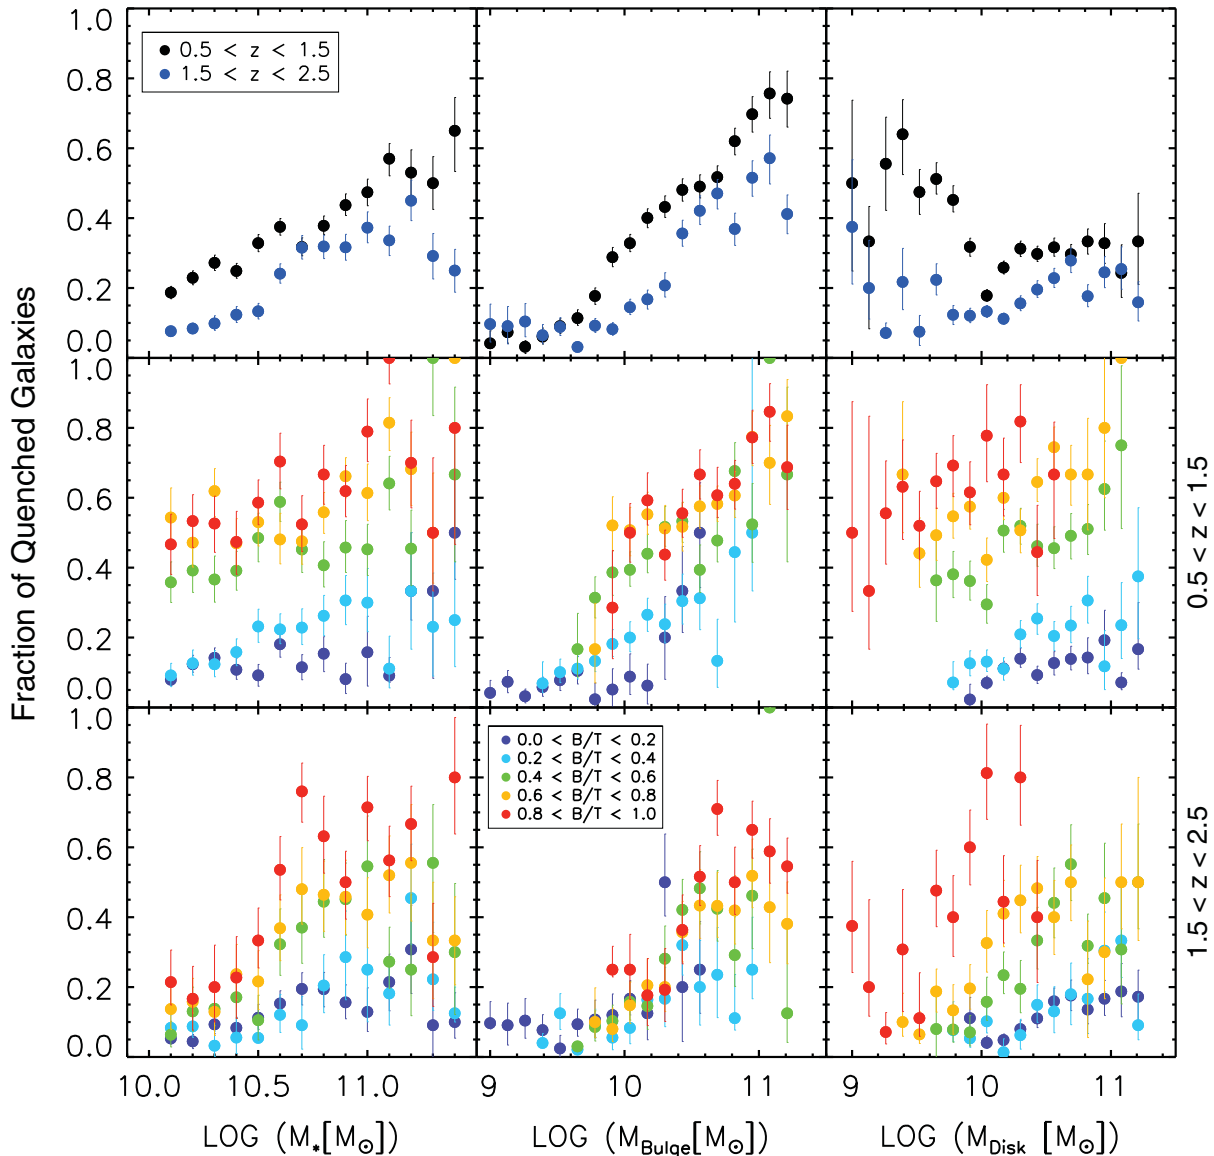 Fraction of Quenched Galaxies
1.0
0.8
0.6
0.4
0.2
0.0
0.5 < z < 1.5
1.5 < z < 2.5
1.0
0.8
0.6
0.4
0.2
0.0
0.5 < z < 1.5
1.0
0.8
0.6
0.4
0.2
0.0
0.0 < B/T < 0.2
0.2 < B/T < 0.4
0.4 < B/T < 0.6
0.6 < B/T < 0.8
0.8 < B/T < 1.0
1.5 < z < 2.5
10.0 10.5 11.0 9 10 11 9 10 11
LOG (M*[M⊙]) LOG (MBulge[M⊙]) LOG (MDisk [M⊙])